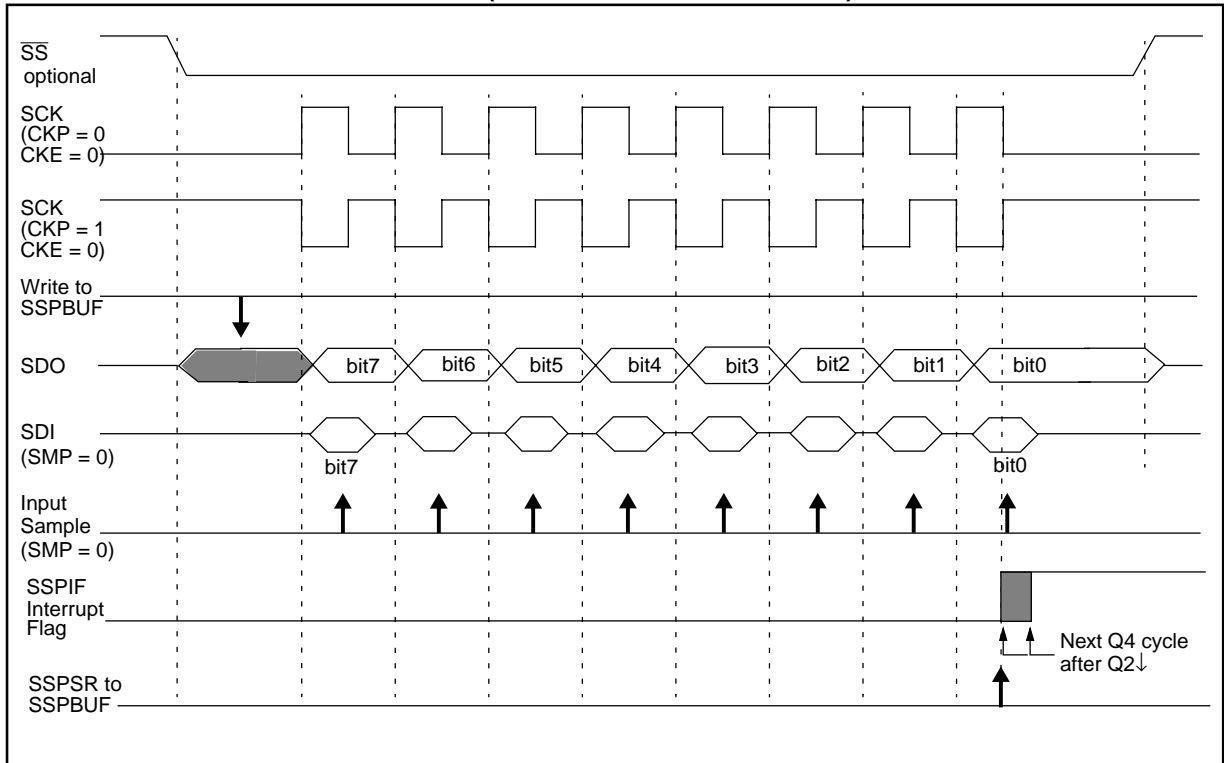 SS
optional
SCK
(CKP = 0
CKE = 0)
SCK
(CKP = 1
CKE = 0)
Write to
SSPBUF
SDO
bit7 bit6 bit5 bit4 bit3 bit2 bit1 bit0
SDI
(SMP = 0)
bit7 bit0
Input
Sample
(SMP = 0)
SSPIF
Interrupt
Flag
Next Q4 cycle
after Q2↓
SSPSR to
SSPBUF